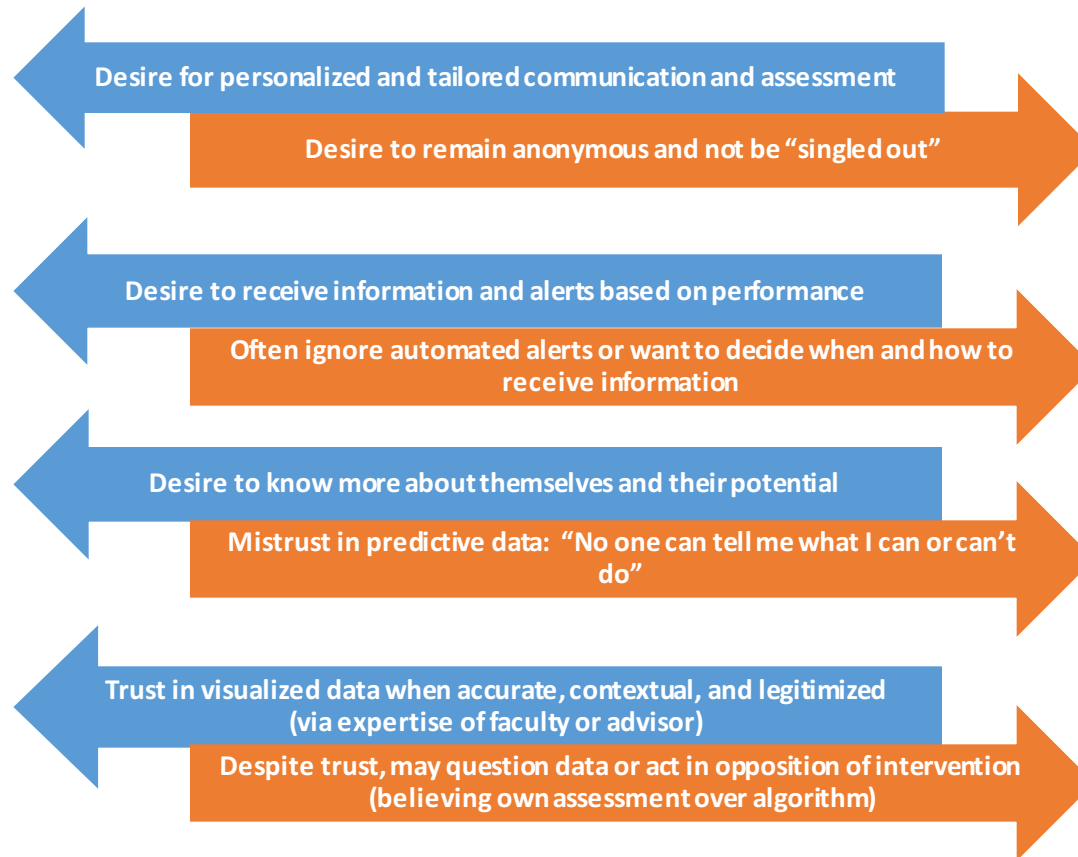 Desire for personalized and tailored communication and assessment
Desire to remain anonymous and not be “singled out”
Desire to receive information and alerts based on performance
Often ignore automated alerts or want to decide when and how to
receive information
Desire to know more about themselves and their potential
Mistrust in predictive data: “No one can tell me what I can or can’t
do”
Trust in visualized data when accurate, contextual, and legitimized
(via expertise of faculty or advisor)
Despite trust, may question data or act in opposition of intervention
(believing own assessment over algorithm)